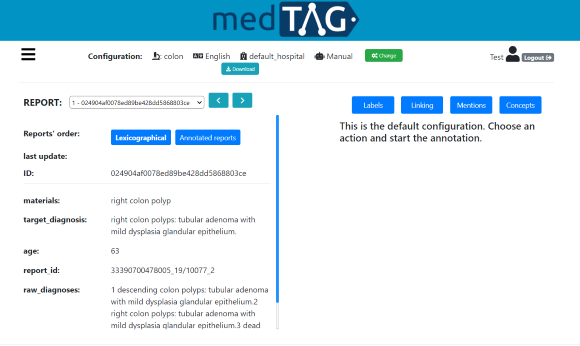 medTAG
Configuration: : colon English default_hospital Manual Change
Download
Test Logout
REPORT: 1 - 024904af0078ed89be428dd5868803ce
Reports' order: Lexicographical Annotated reports
last update:
ID: 024904af0078ed89be428dd5868803ce
materials: right colon polyp
target_diagnosis: right colon polyps: tubular adenoma with
mild dysplasia glandular epithelium.
age: 63
report_id: 33390700478005_19/10077_2
raw_diagnoses: 1 descending colon polyps: tubular adenoma
with mild dysplasia glandular epithelium.2
right colon polyps: tubular adenoma with
mild dysplasia glandular epithelium.3 dead
Labels Linking Mentions Concepts
This is the default configuration. Choose an
action and start the annotation.